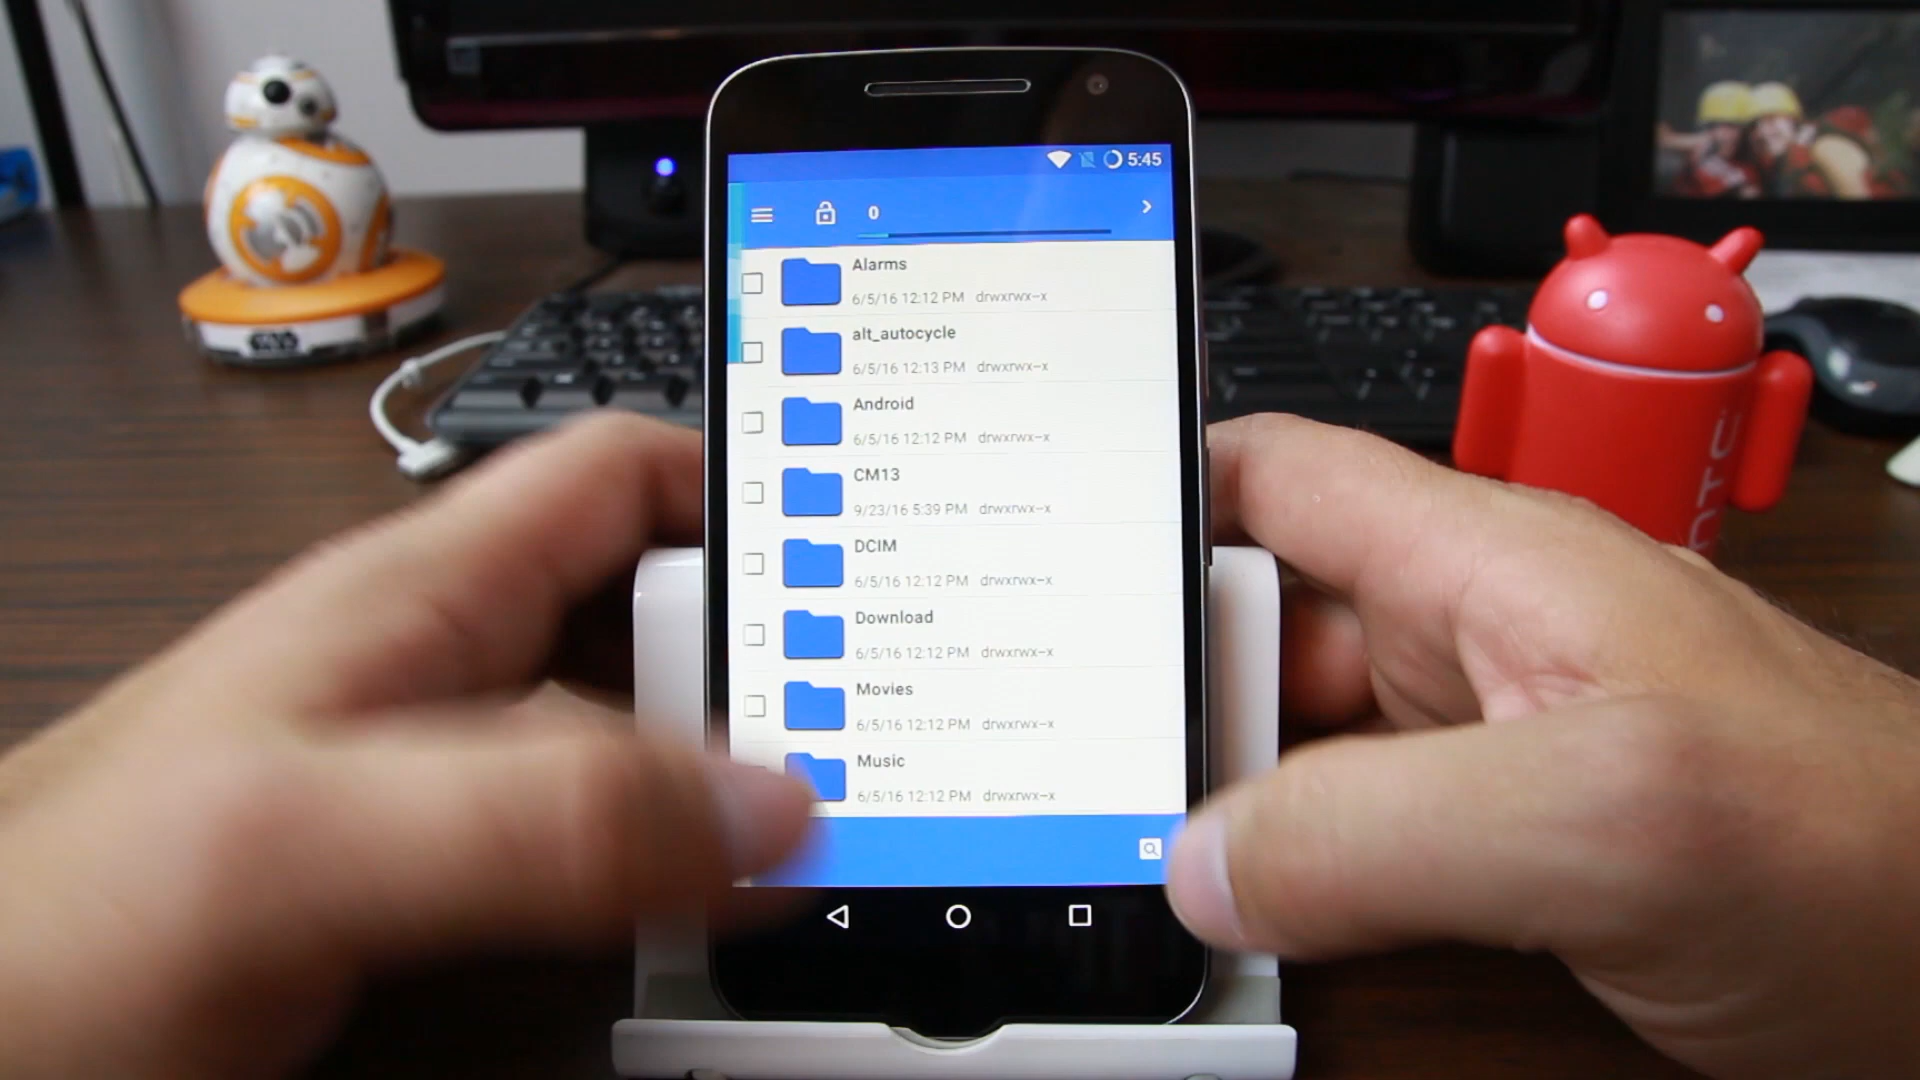 5:45
0
Alarms
6/5/16 12:12 PM drwxrwx--x
alt_autocycle
6/5/16 12:13 PM drwxrwx--x
Android
6/5/16 12:12 PM drwxrwx--x
CM13
9/23/16 5:39 PM drwxrwx--x
DCIM
6/5/16 12:12 PM drwxrwx--x
Download
6/5/16 12:12 PM drwxrwx--x
Movies
6/5/16 12:12 PM drwxrwx--x
Music
6/5/16 12:12 PM drwxrwx--x
STAR WARS